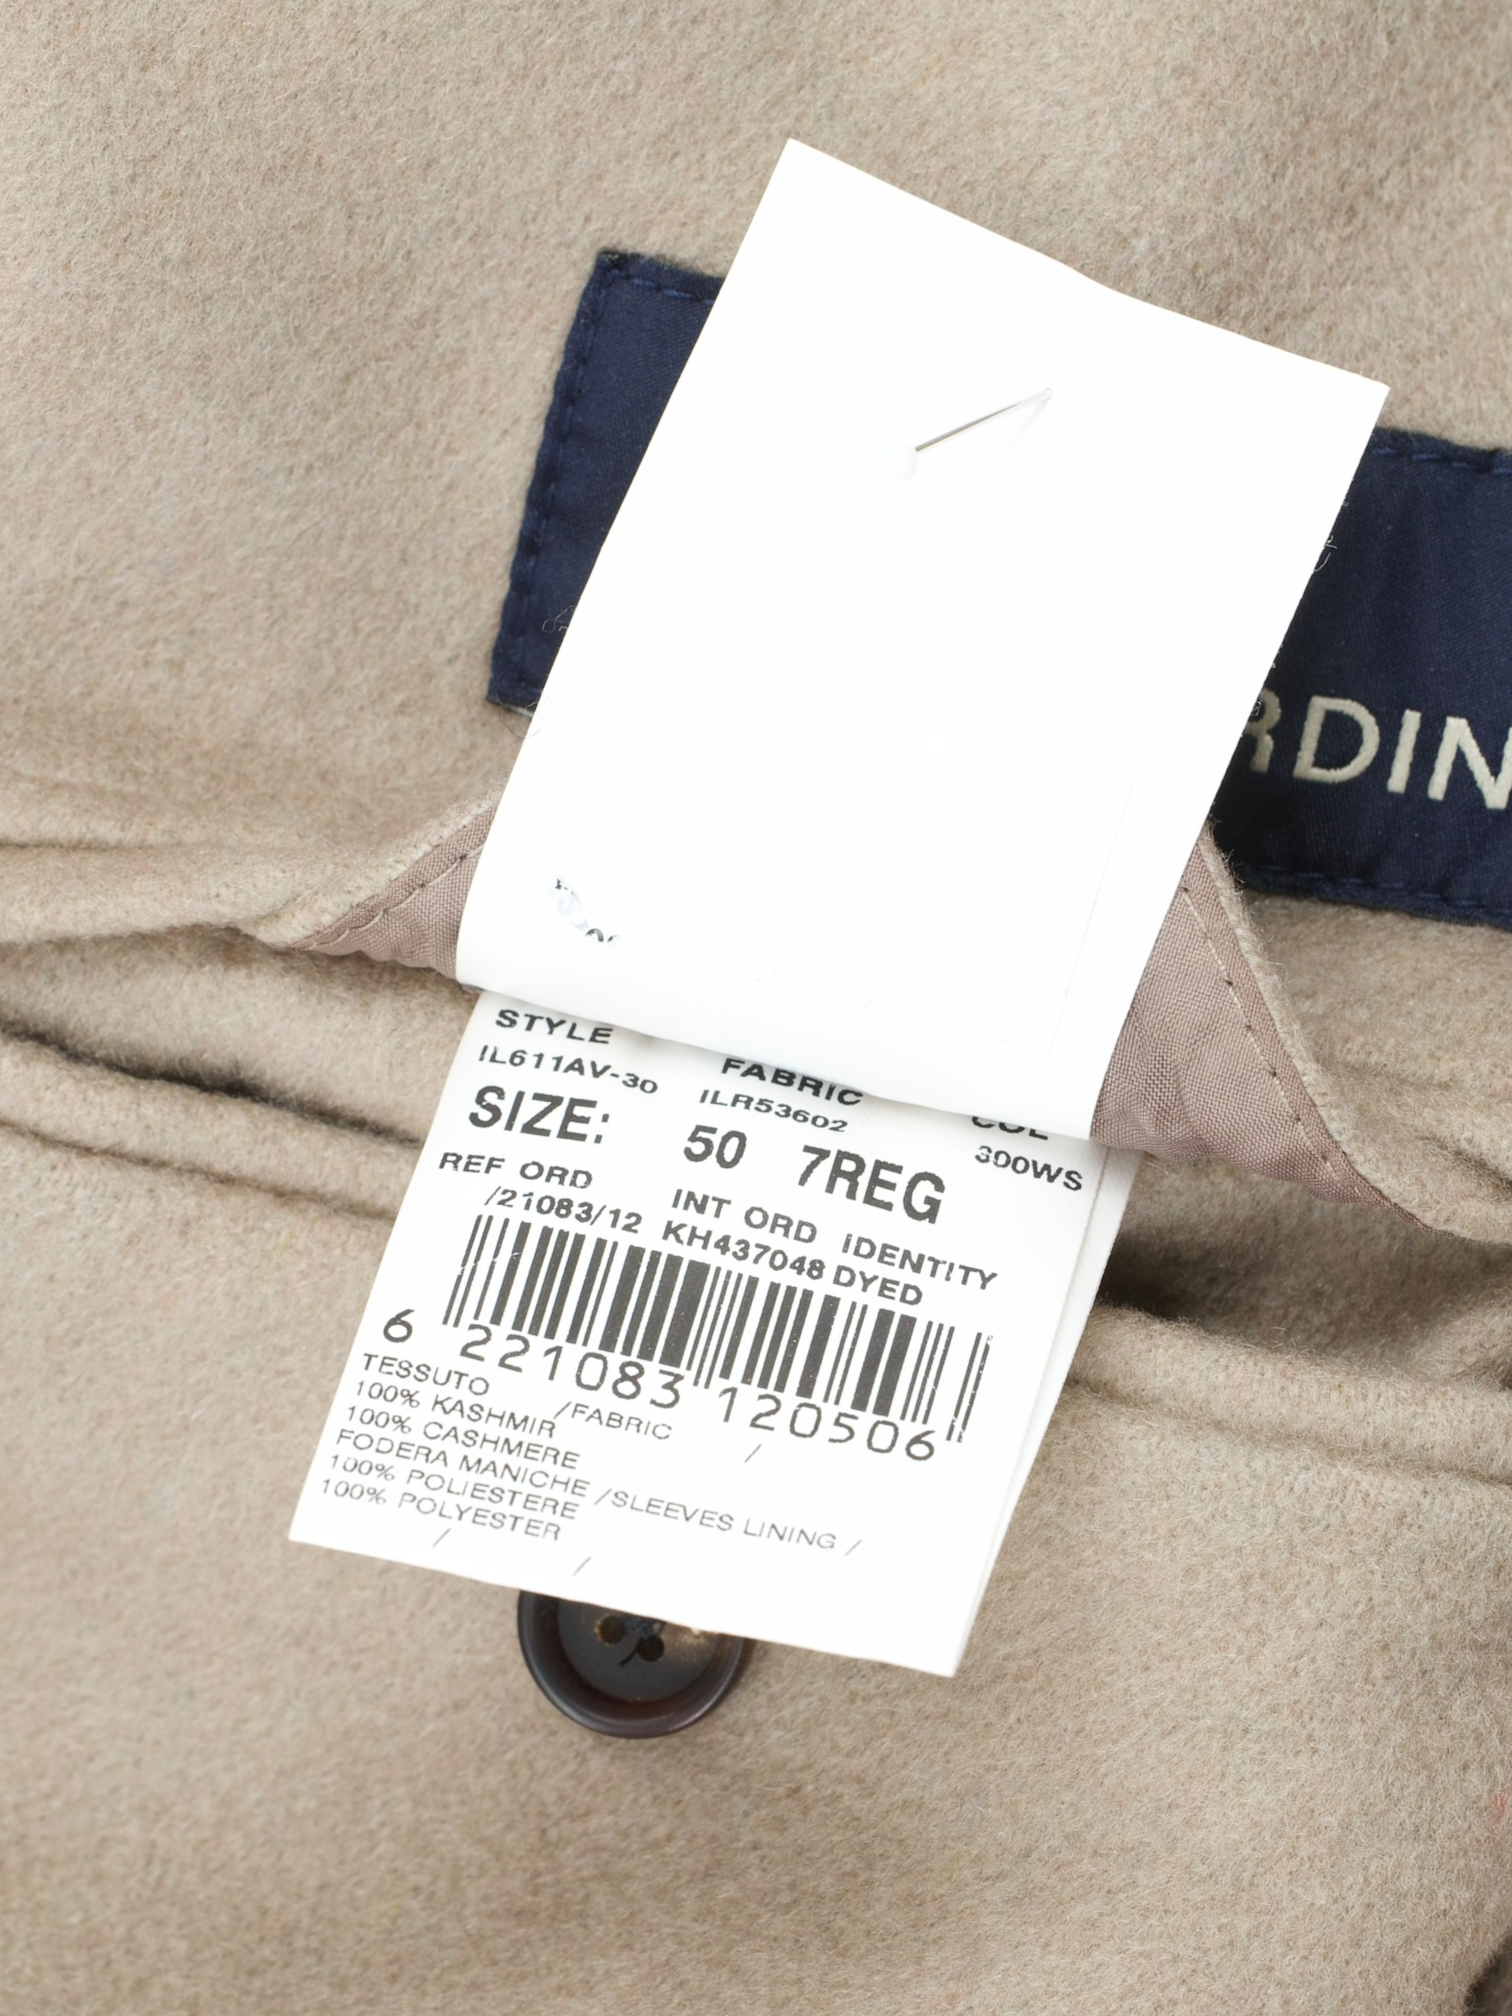 RDIN
STYLE FABRIC COL
IL611AV-30 ILR53602 300WS
SIZE: 50 7REG
REF ORD INT ORD IDENTITY
/21083/12 KH437048 DYED
6 221083 120506
TESSUTO /FABRIC /
100% KASHMIR
100% CASHMERE
FODERA MANICHE /SLEEVES LINING /
100% POLIESTERE
100% POLYESTER
/ /